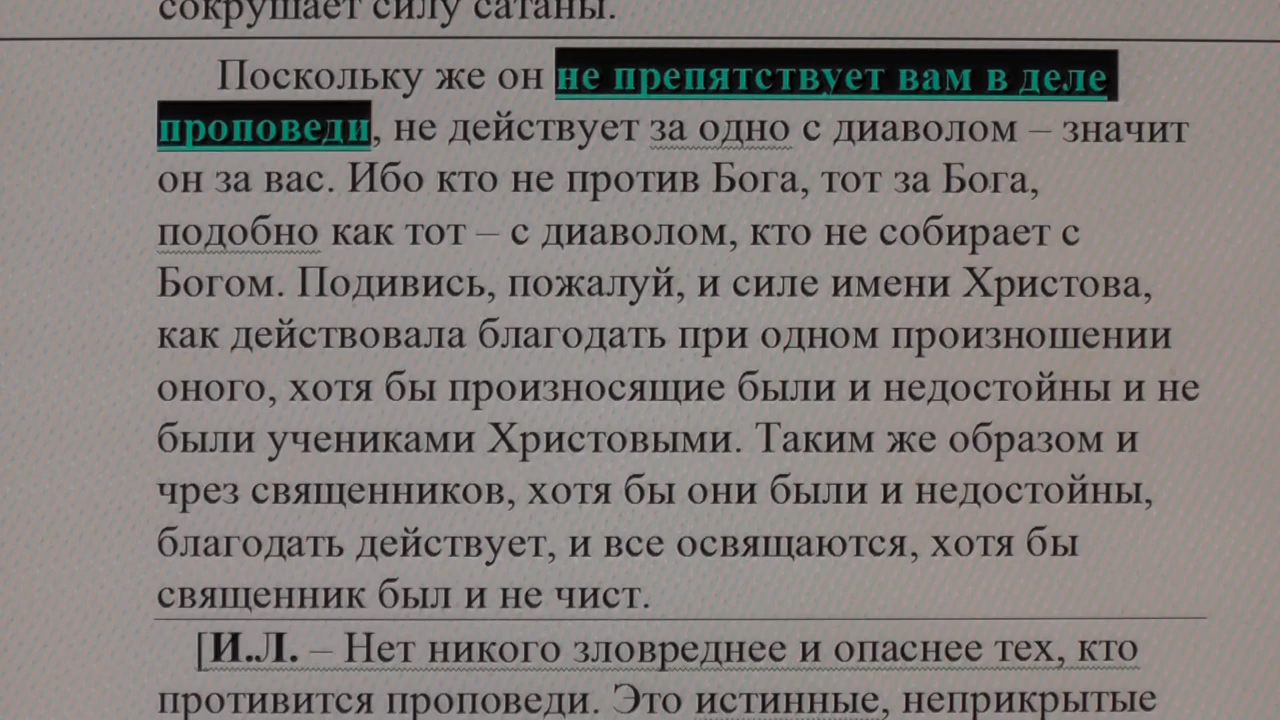 сокрушает силу сатаны.
Поскольку же он не препятствует вам в деле
проповеди, не действует за одно с диаволом – значит
он за вас. Ибо кто не против Бога, тот за Бога,
подобно как тот – с диаволом, кто не собирает с
Богом. Подивись, пожалуй, и силе имени Христова,
как действовала благодать при одном произношении
оного, хотя бы произносящие были и недостойны и не
были учениками Христовыми. Таким же образом и
чрез священников, хотя бы они были и недостойны,
благодать действует, и все освящаются, хотя бы
священник был и не чист.
[И.Л. – Нет никого зловреднее и опаснее тех, кто
противится проповеди. Это истинные, неприкрытые